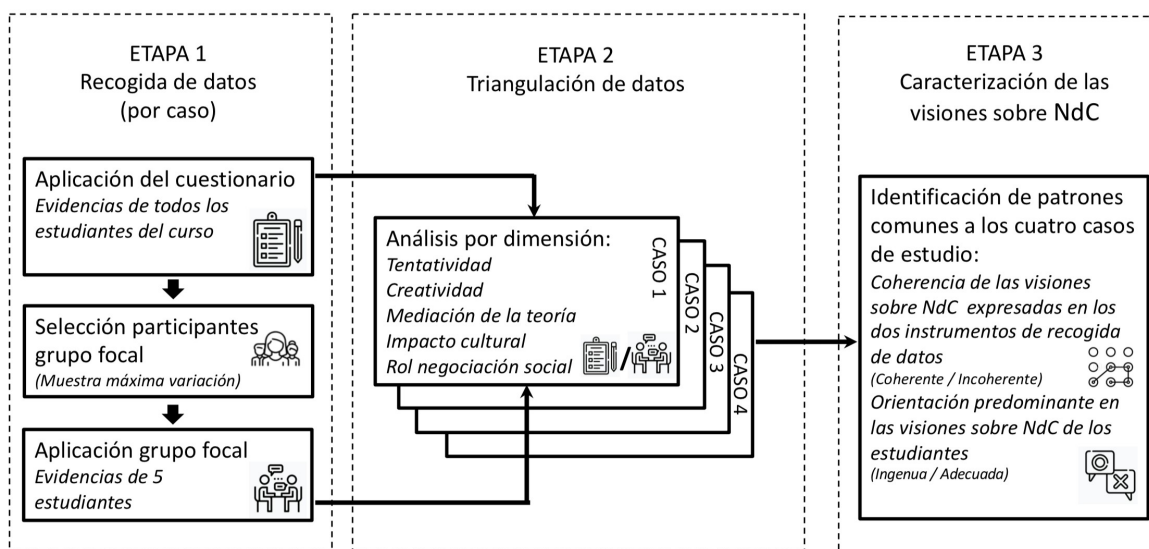 ETAPA 1
Recogida de datos
(por caso)
Aplicación del cuestionario
Evidencias de todos los
estudiantes del curso
Selección participantes
grupo focal
(Muestra máxima variación)
Aplicación grupo focal
Evidencias de 5
estudiantes
ETAPA 2
Triangulación de datos
Análisis por dimensión:
Tentatividad
Creatividad
Mediación de la teoría
Impacto cultural
Rol negociación social
/
CASO 1
CASO 2
CASO 3
CASO 4
ETAPA 3
Caracterización de las
visiones sobre NdC
Identificación de patrones
comunes a los cuatro casos
de estudio:
Coherencia de las visiones
sobre NdC expresadas en los
dos instrumentos de recogida
de datos
(Coherente / Incoherente)
Orientación predominante en
las visiones sobre NdC de los
estudiantes
(Ingenua / Adecuada)